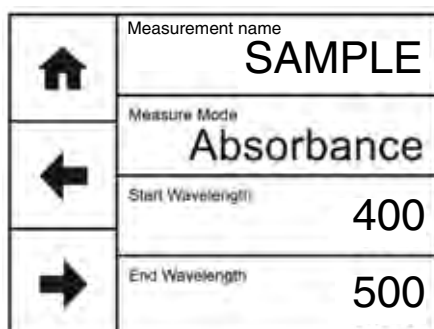 Measurement name
SAMPLE
Measure Mode
Absorbance
Start Wavelength
400
End Wavelength
500